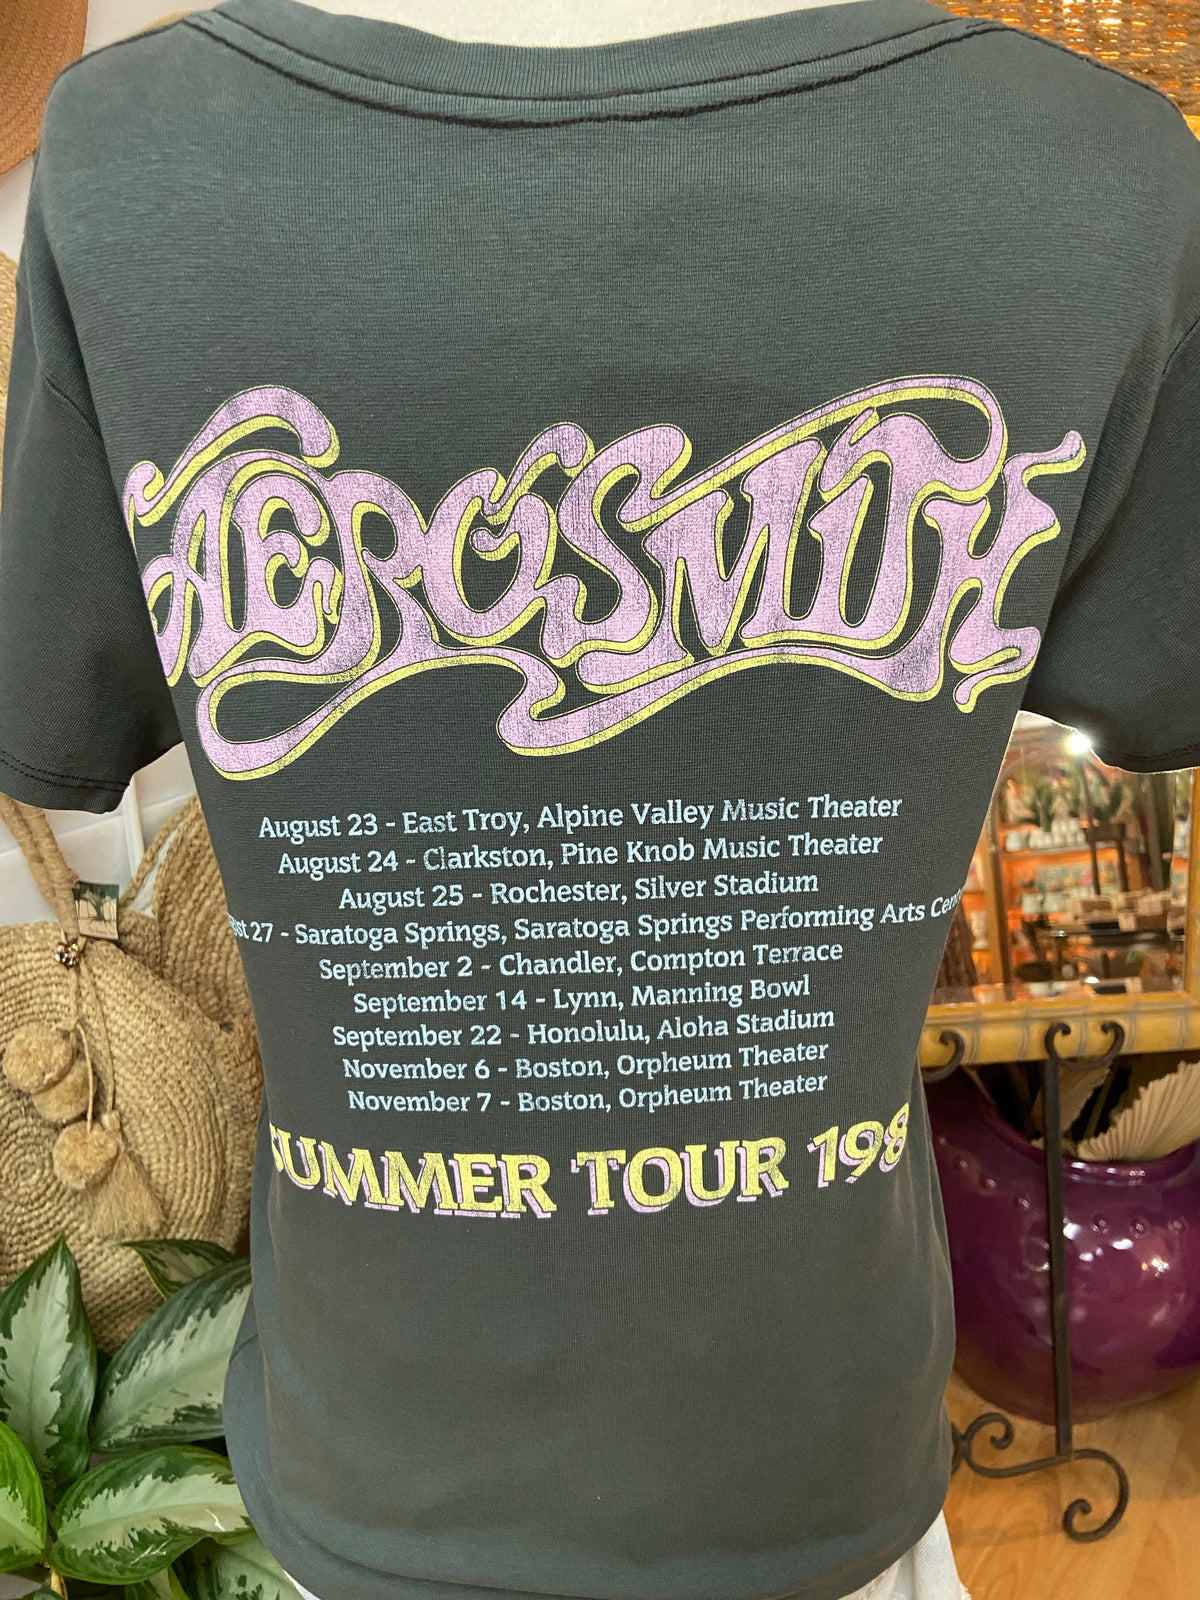 AEROSMITH
August 23 - East Troy, Alpine Valley Music Theater
August 24 - Clarkston, Pine Knob Music Theater
August 25 - Rochester, Silver Stadium
27 - Saratoga Springs, Saratoga Springs Performing Arts
September 2 - Chandler, Compton Terrace
September 14 - Lynn, Manning Bowl
September 22 - Honolulu, Aloha Stadium
November 6 - Boston, Orpheum Theater
November 7 - Boston, Orpheum Theater
SUMMER TOUR 198